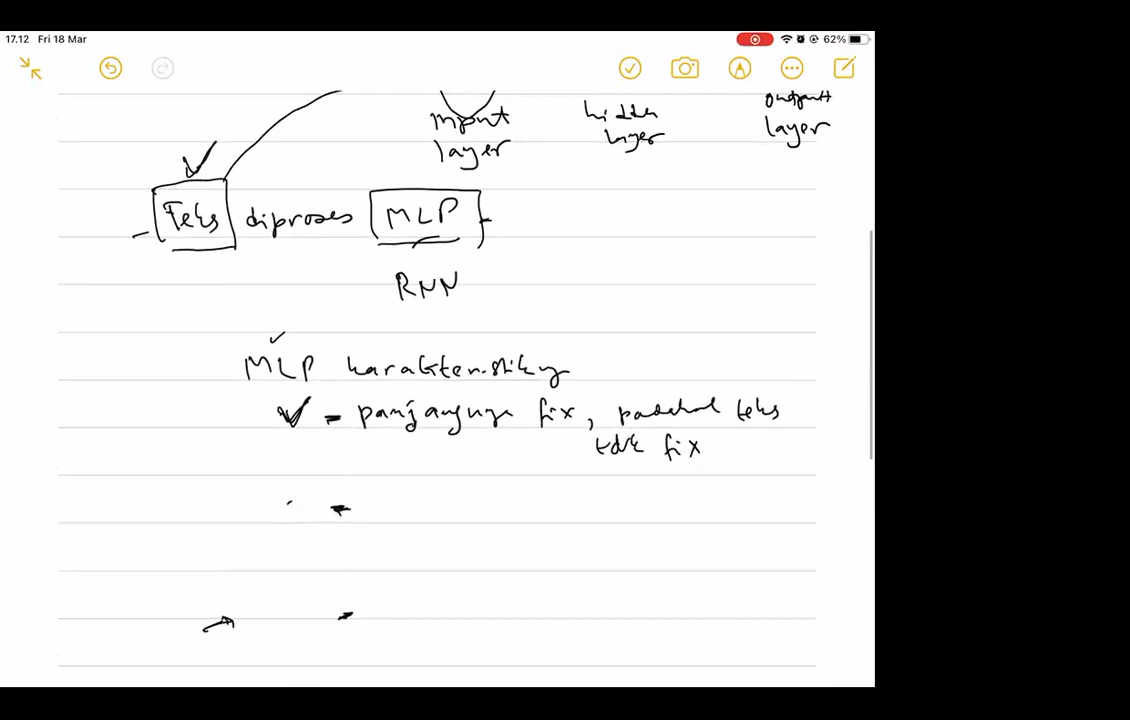 17.12 Fri 18 Mar 62%
input hidden output
layer layer layer
Teks diproses MLP
RNN
MLP karakteristiknya
- panjangnya fix, padahal teks
tdk fix